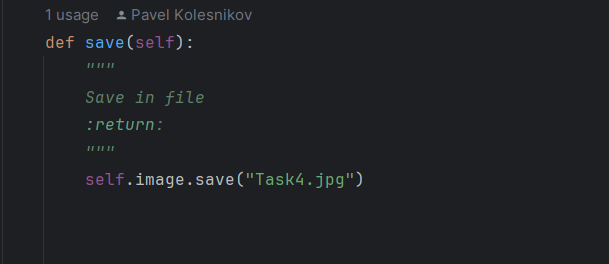 1 usage Pavel Kolesnikov
def save(self):
"""
Save in file
:return:
"""
self.image.save("Task4.jpg")